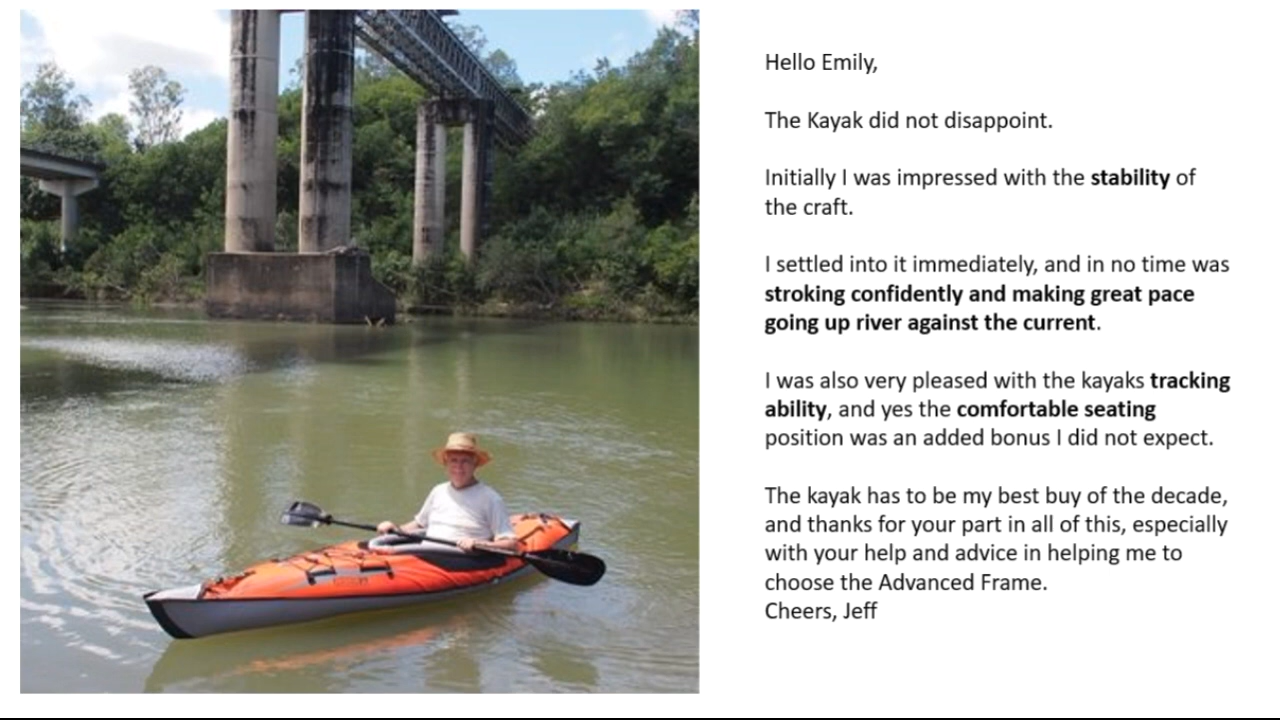 Hello Emily,
The Kayak did not disappoint.
Initially I was impressed with the stability of
the craft.
I settled into it immediately, and in no time was
stroking confidently and making great pace
going up river against the current.
I was also very pleased with the kayaks tracking
ability, and yes the comfortable seating
position was an added bonus I did not expect.
The kayak has to be my best buy of the decade,
and thanks for your part in all of this, especially
with your help and advice in helping me to
choose the Advanced Frame.
Cheers, Jeff